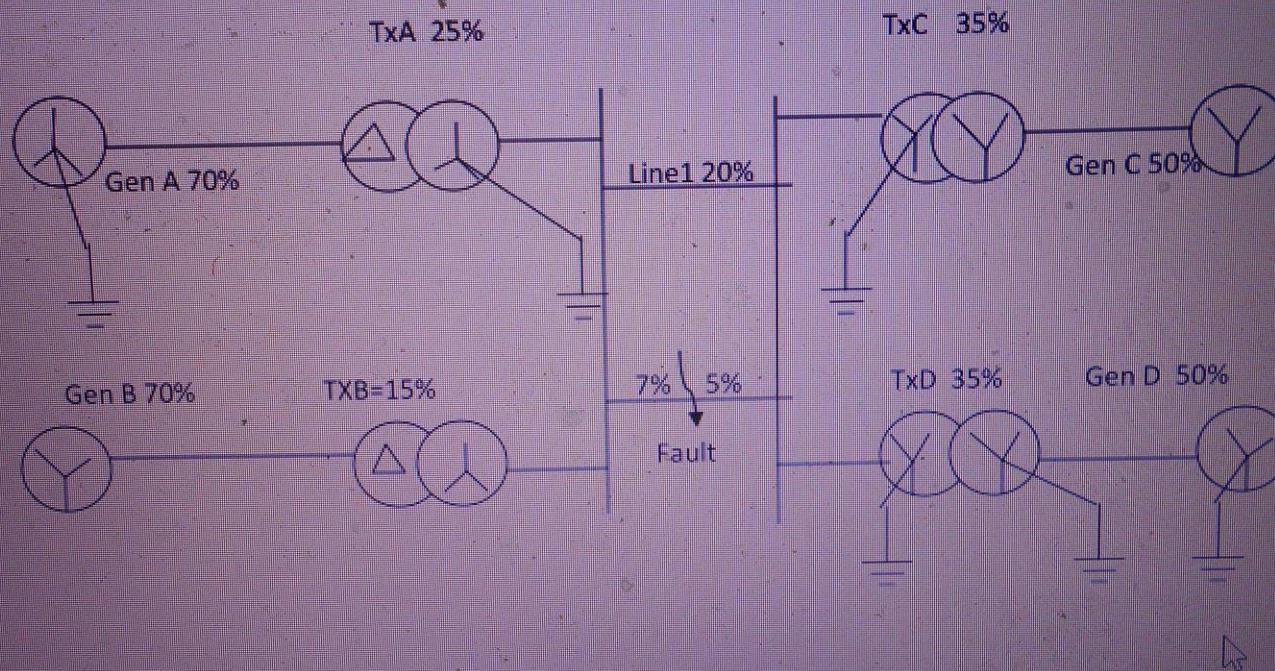 TxA 25%
TxC 35%
Gen A 70%
Line1 20%
Gen C 50%
Gen B 70%
TXB=15%
7% 5%
TxD 35%
Gen D 50%
Fault